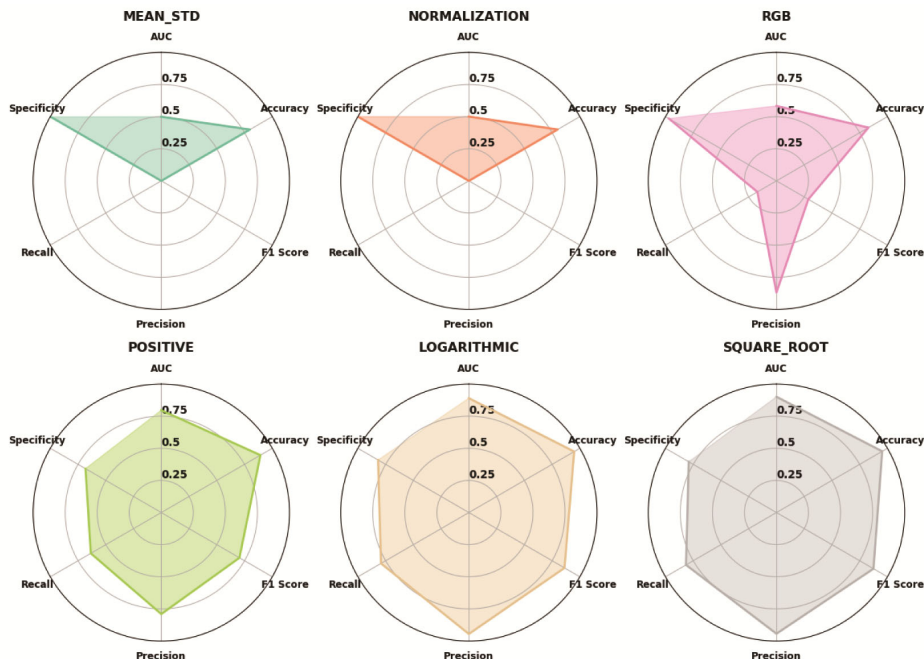 MEAN_STD
AUC
Specificity
0.75
0.5
0.25
Accuracy
Recall
F1 Score
Precision
NORMALIZATION
AUC
Specificity
0.75
0.5
0.25
Accuracy
Recall
F1 Score
Precision
RGB
AUC
Specificity
0.75
0.5
0.25
Accuracy
Recall
F1 Score
Precision
POSITIVE
AUC
Specificity
0.75
0.5
0.25
Accuracy
Recall
F1 Score
Precision
LOGARITHMIC
AUC
Specificity
0.75
0.5
0.25
Accuracy
Recall
F1 Score
Precision
SQUARE_ROOT
AUC
Specificity
0.75
0.5
0.25
Accuracy
Recall
F1 Score
Precision